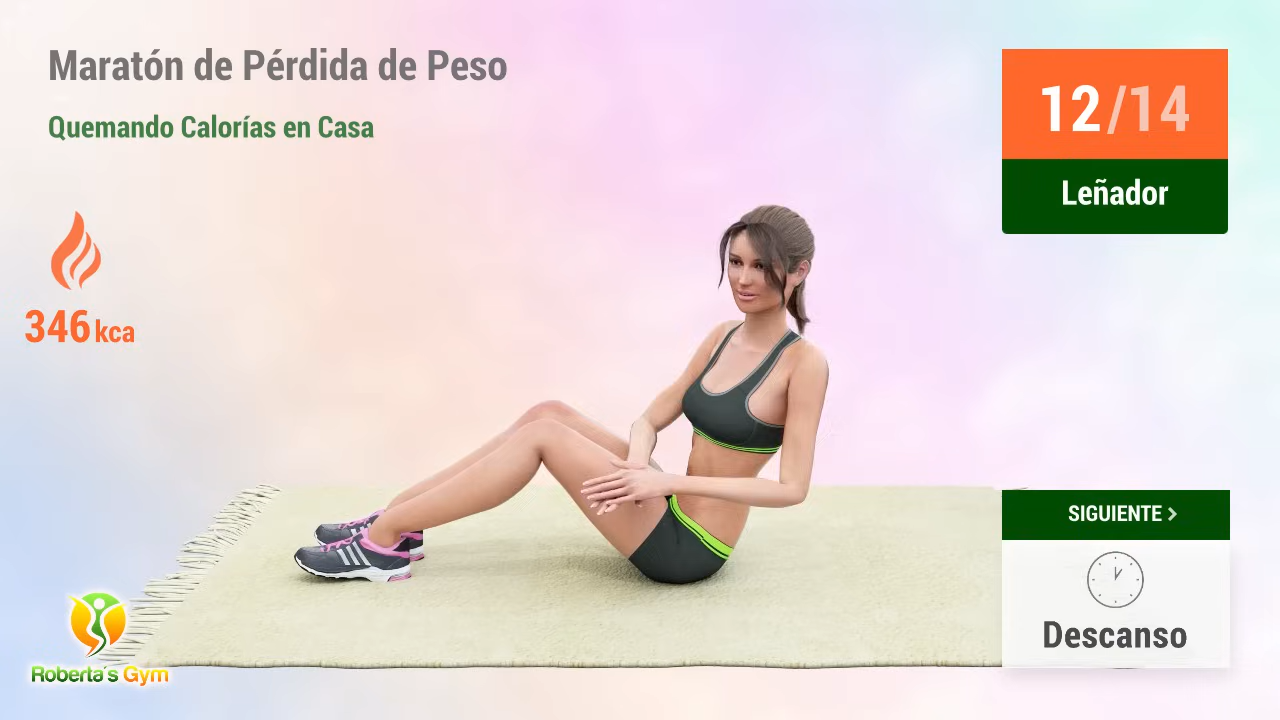 Maratón de Pérdida de Peso
Quemando Calorías en Casa
12/14
Leñador
346 kca
SIGUIENTE >
Descanso
Roberta´s Gym